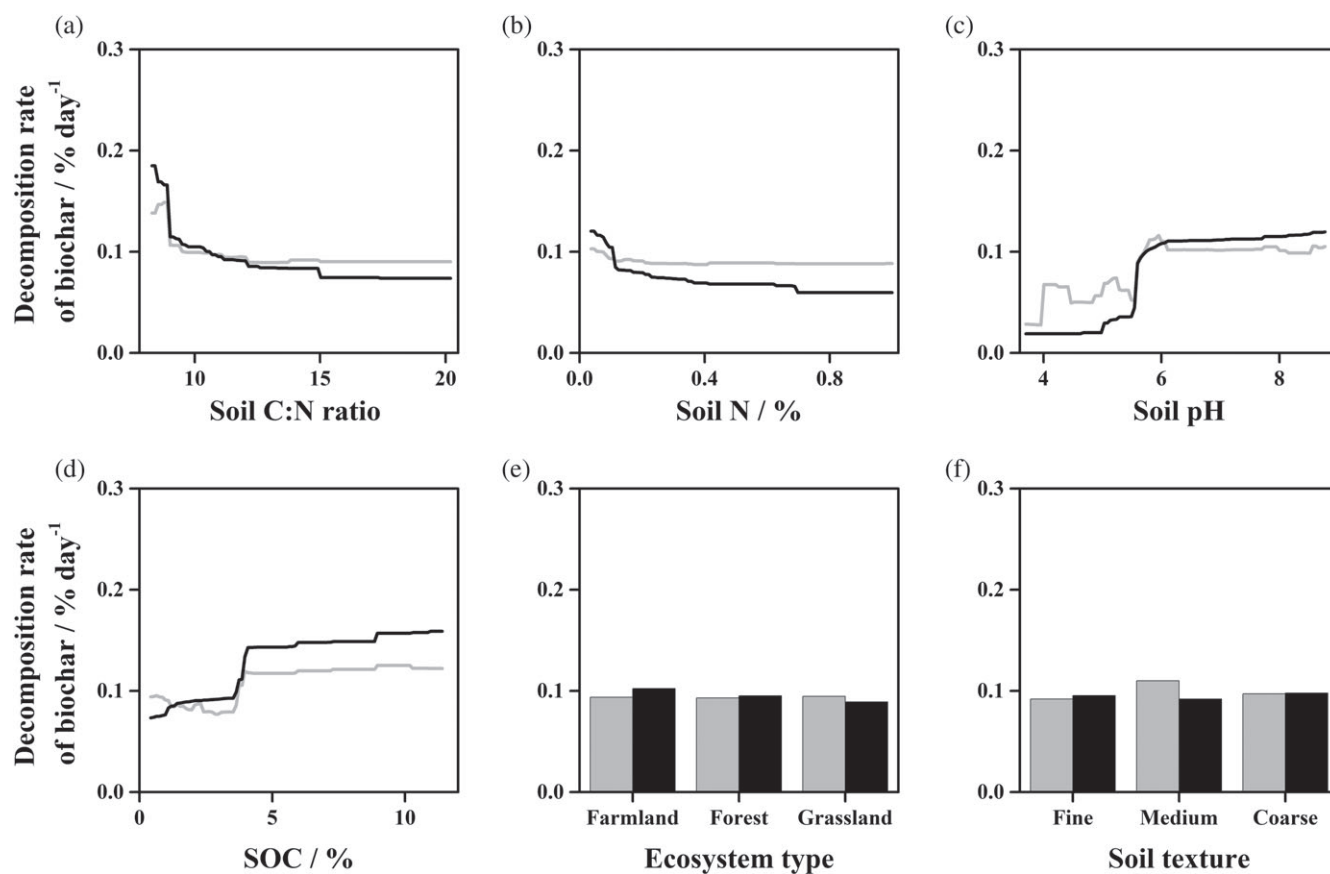 (a)
(b)
(c)
Decomposition rate
of biochar / % day-1
0.3
0.2
0.1
0.0
10
15
20
Soil C:N ratio
0.3
0.2
0.1
0.0
0.0
0.4
0.8
Soil N / %
0.3
0.2
0.1
0.0
4
6
8
Soil pH
(d)
(e)
(f)
Decomposition rate
of biochar / % day-1
0.3
0.2
0.1
0.0
0
5
10
SOC / %
0.3
0.2
0.1
0.0
Farmland
Forest
Grassland
Ecosystem type
0.3
0.2
0.1
0.0
Fine
Medium
Coarse
Soil texture